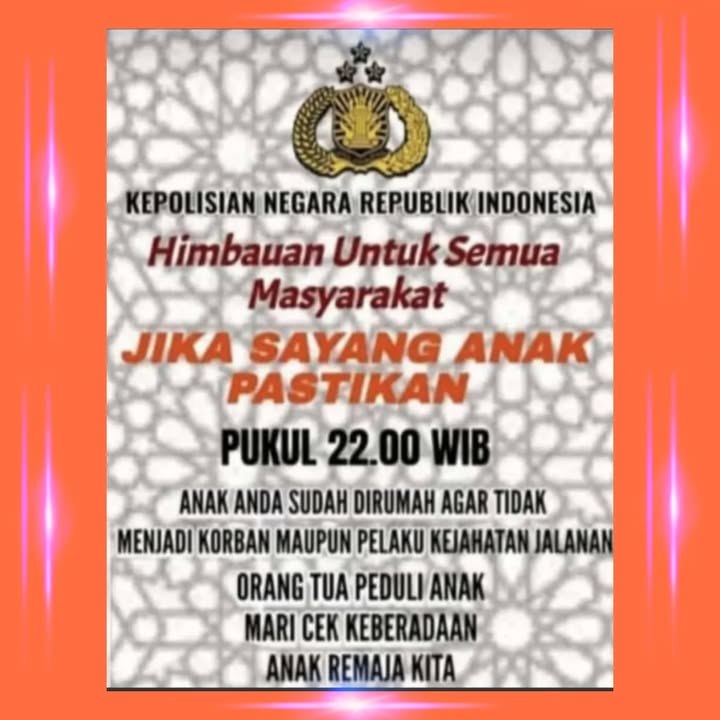 KEPOLISIAN NEGARA REPUBLIK INDONESIA
Himbauan Untuk Semua
Masyarakat
JIKA SAYANG ANAK
PASTIKAN
PUKUL 22.00 WIB
ANAK ANDA SUDAH DIRUMAH AGAR TIDAK
MENJADI KORBAN MAUPUN PELAKU KEJAHATAN JALANAN
ORANG TUA PEDULI ANAK
MARI CEK KEBERADAAN
ANAK REMAJA KITA